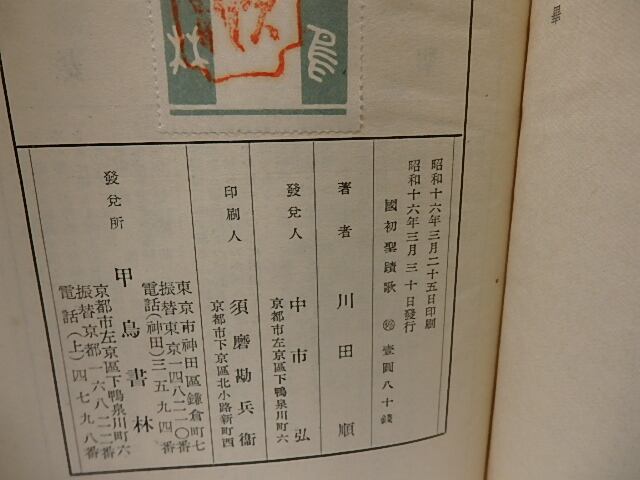 昭和十六年三月二十五日印刷
昭和十六年三月三十日發行
國初聖蹟歌 壹圓八十錢
著者 川田順
發兌人 中市弘
京都市左京區下鴨泉川町六
印刷人 須磨勘兵衞
京都市下京區北小路新町西
發兌所 甲鳥書林
東京市神田區鎌倉町七
振替東京一四八二二〇番
電話(神田)三五九四番
京都市左京區下鴨泉川町六
振替京都一六八二二番
電話(上)四七九八番